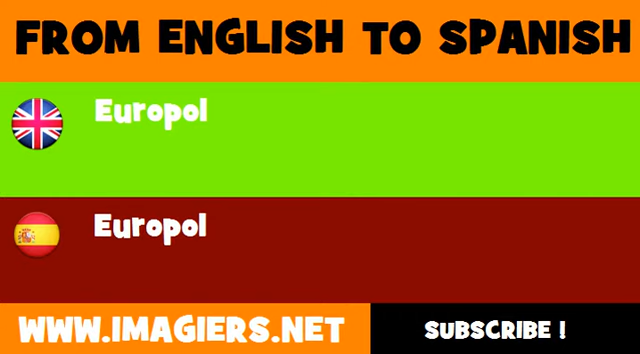 FROM ENGLISH TO SPANISH
Europol
Europol
WWW.IMAGIERS.NET
SUBSCRIBE !